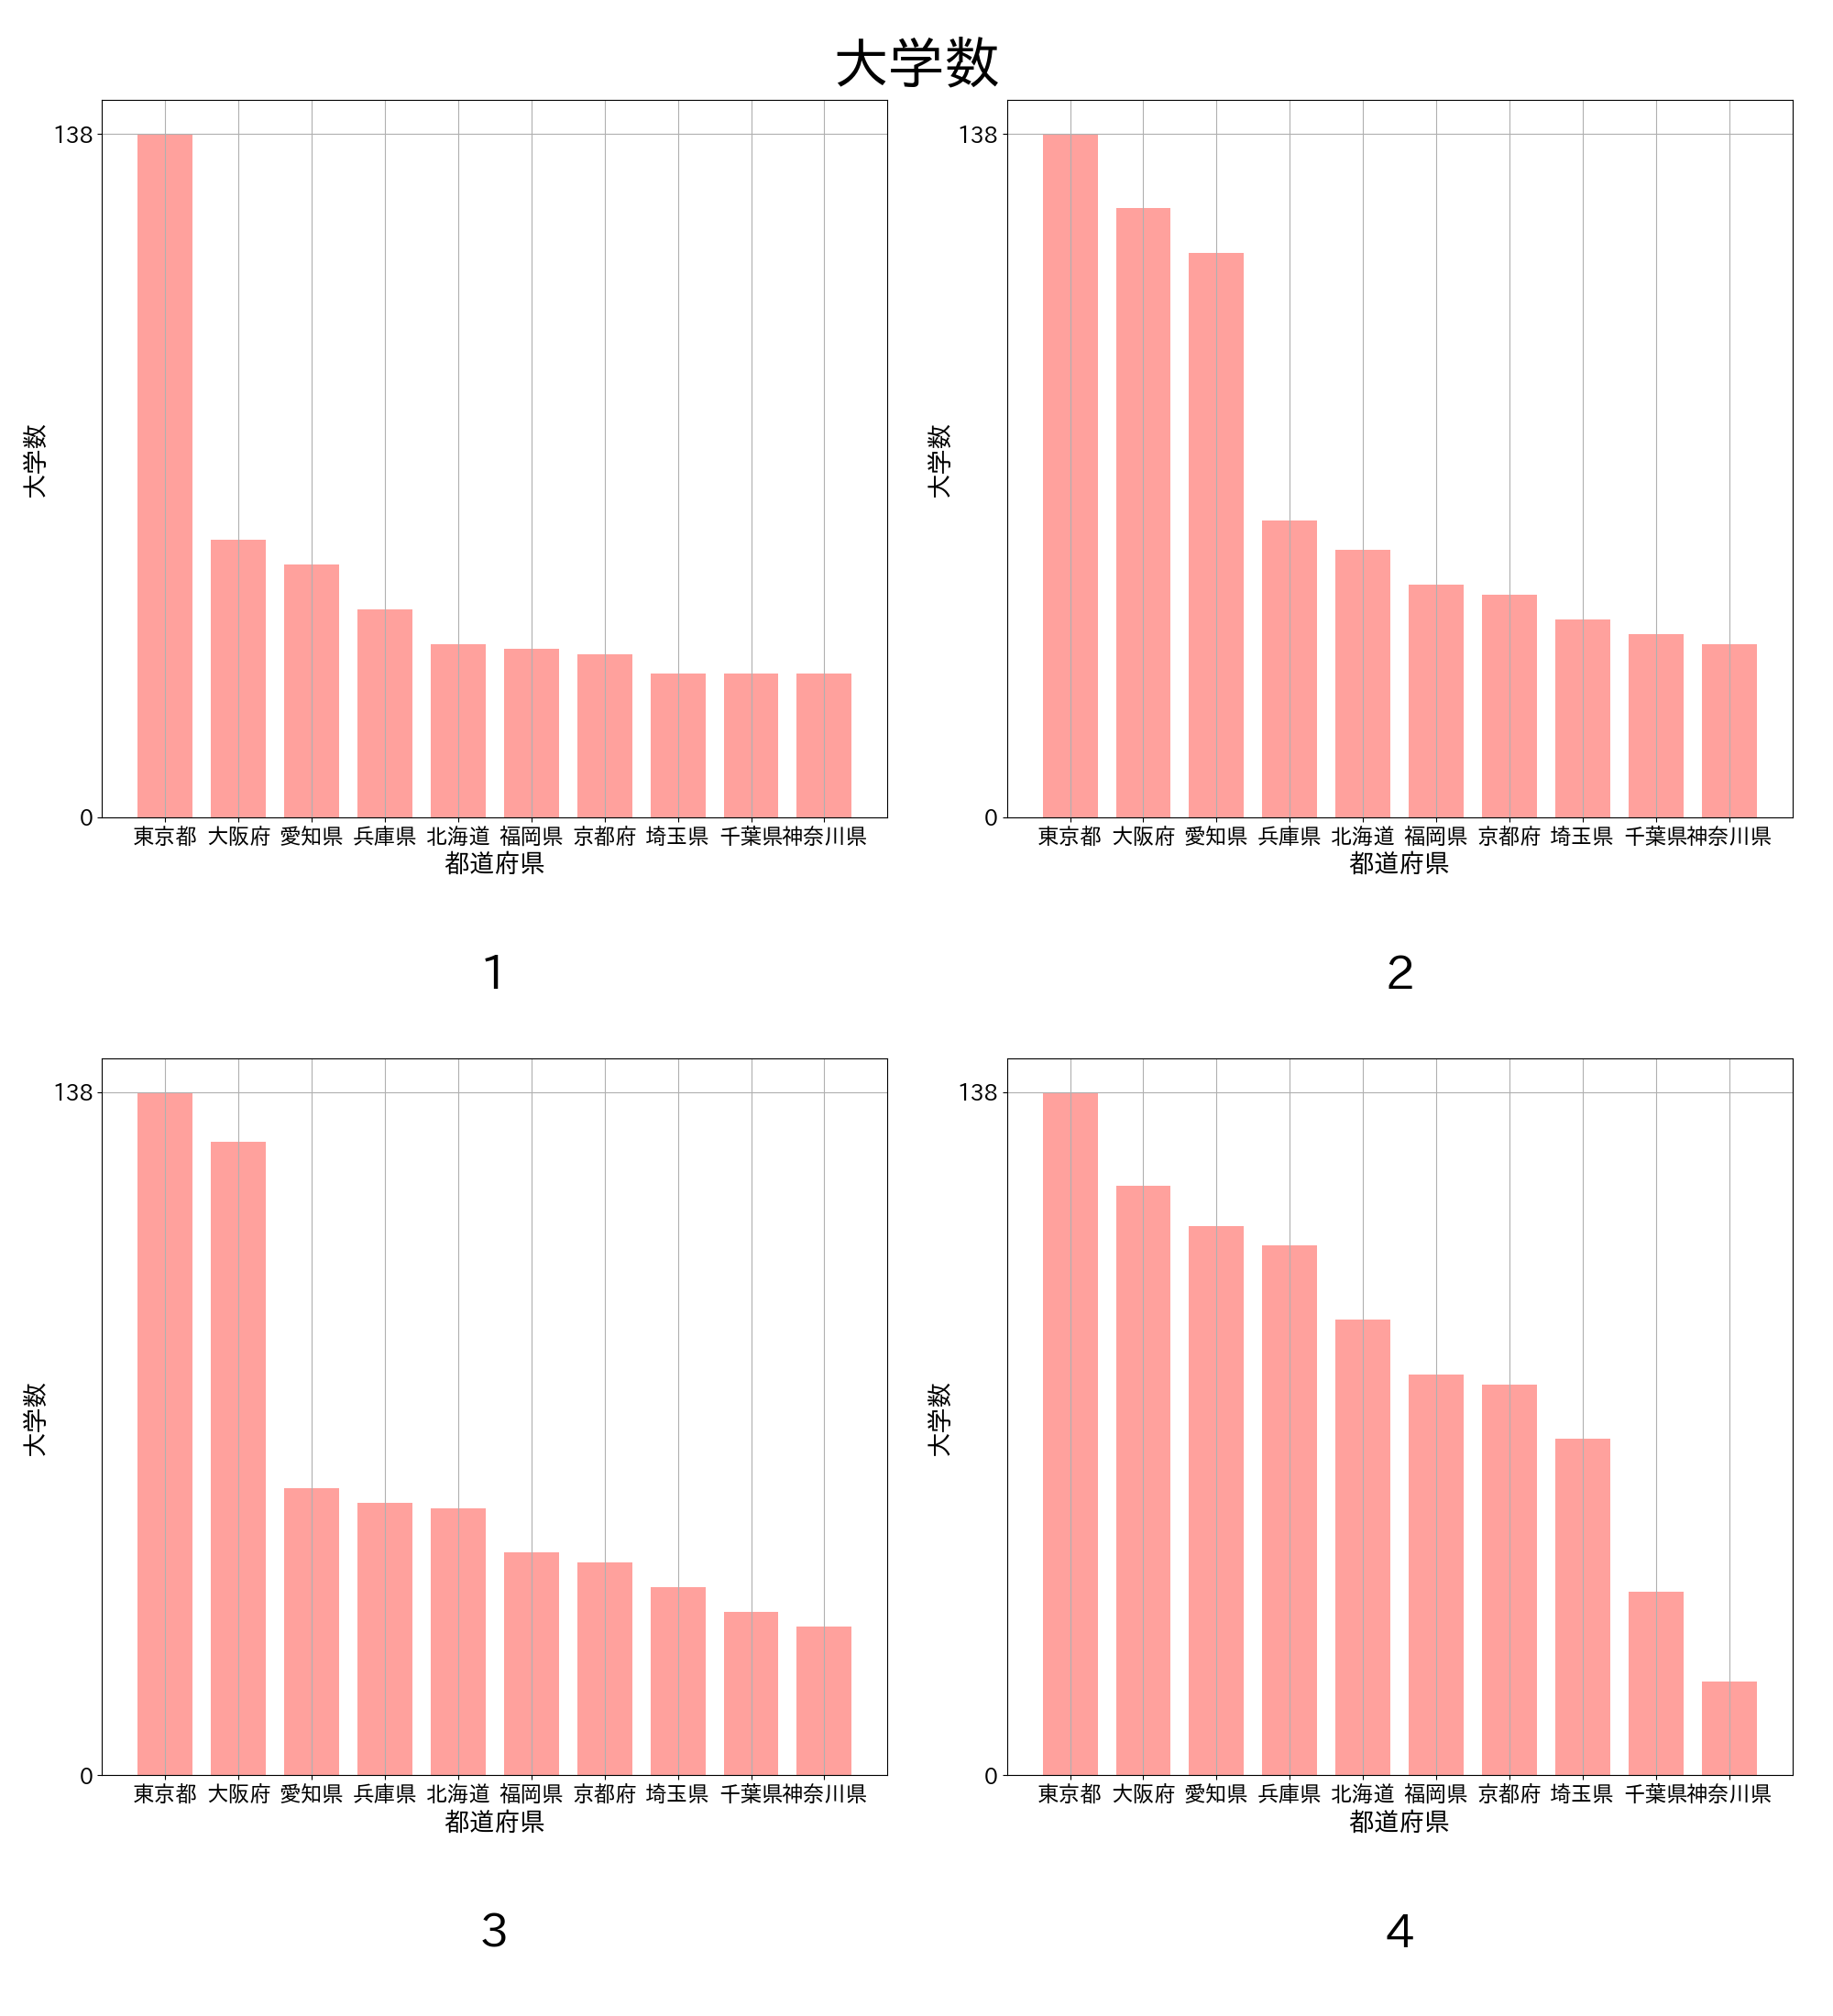 大学数
138
大学数
0
東京都 大阪府 愛知県 兵庫県 北海道 福岡県 京都府 埼玉県 千葉県 神奈川県
都道府県
1
138
大学数
0
東京都 大阪府 愛知県 兵庫県 北海道 福岡県 京都府 埼玉県 千葉県 神奈川県
都道府県
2
138
大学数
0
東京都 大阪府 愛知県 兵庫県 北海道 福岡県 京都府 埼玉県 千葉県 神奈川県
都道府県
3
138
大学数
0
東京都 大阪府 愛知県 兵庫県 北海道 福岡県 京都府 埼玉県 千葉県 神奈川県
都道府県
4